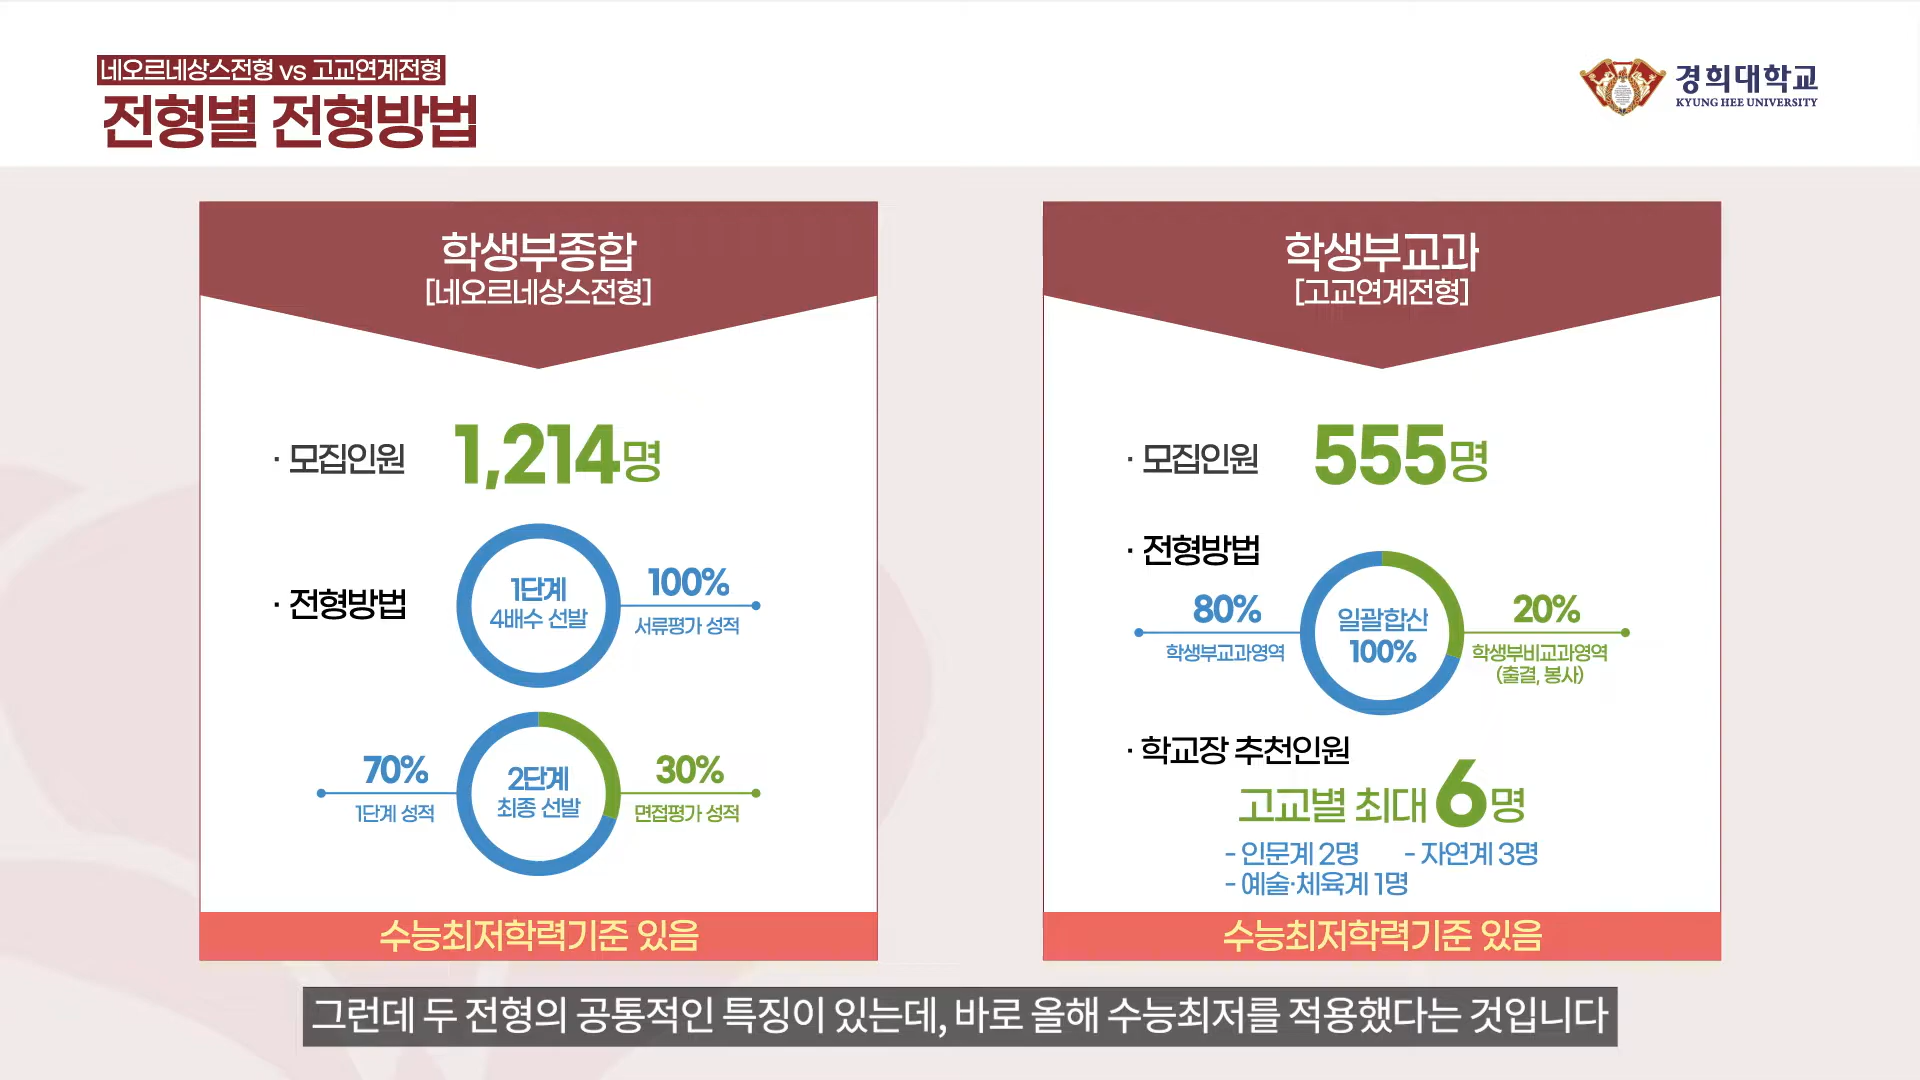 네오르네상스전형 vs 고교연계전형
전형별 전형방법
경희대학교
KYUNG HEE UNIVERSITY
학생부종합
[네오르네상스전형]
· 모집인원 1,214명
· 전형방법
1단계
4배수 선발
100%
서류평가 성적
70%
1단계 성적
2단계
최종 선발
30%
면접평가 성적
수능최저학력기준 있음
학생부교과
[고교연계전형]
· 모집인원 555명
· 전형방법
80%
학생부교과영역
일괄합산
100%
20%
학생부비교과영역
(출결, 봉사)
· 학교장 추천인원
고교별 최대 6명
- 인문계 2명 - 자연계 3명
- 예술·체육계 1명
수능최저학력기준 있음
그런데 두 전형의 공통적인 특징이 있는데, 바로 올해 수능최저를 적용했다는 것입니다